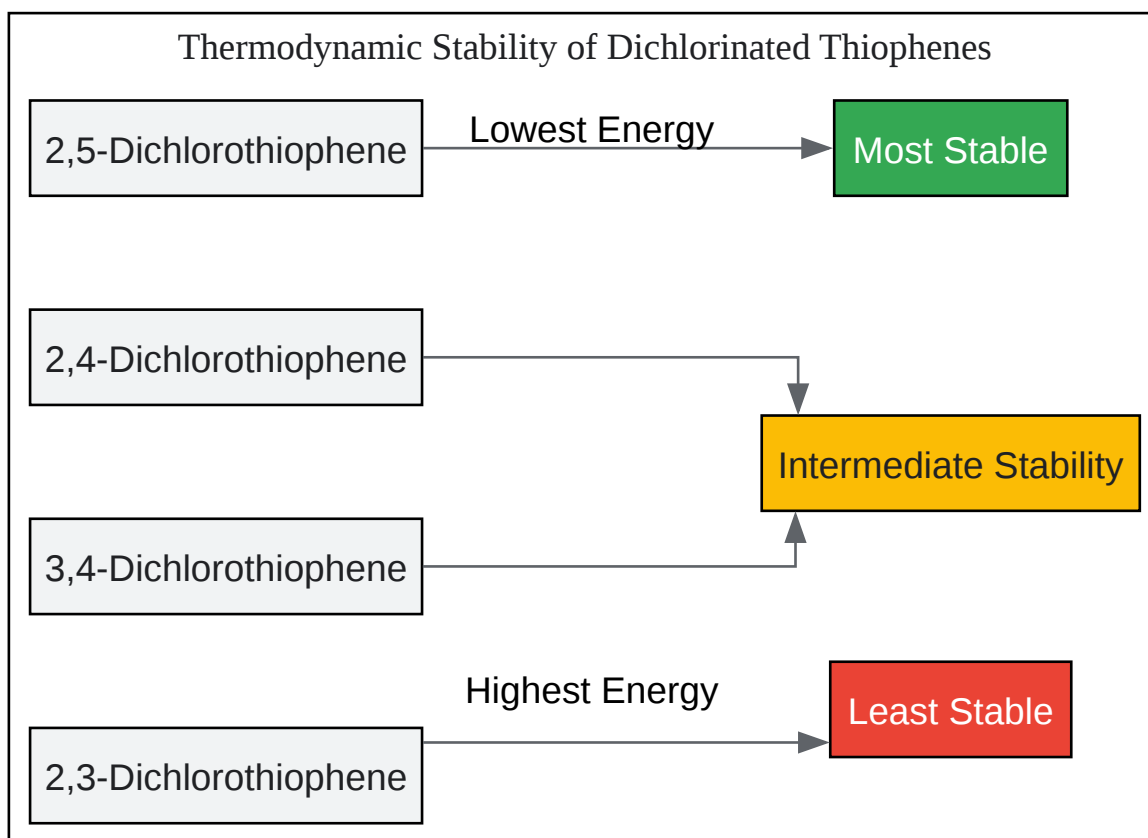 Thermodynamic Stability of Dichlorinated Thiophenes
2,5-Dichlorothiophene
Lowest Energy
Most Stable
2,4-Dichlorothiophene
Intermediate Stability
3,4-Dichlorothiophene
Highest Energy
Least Stable
2,3-Dichlorothiophene